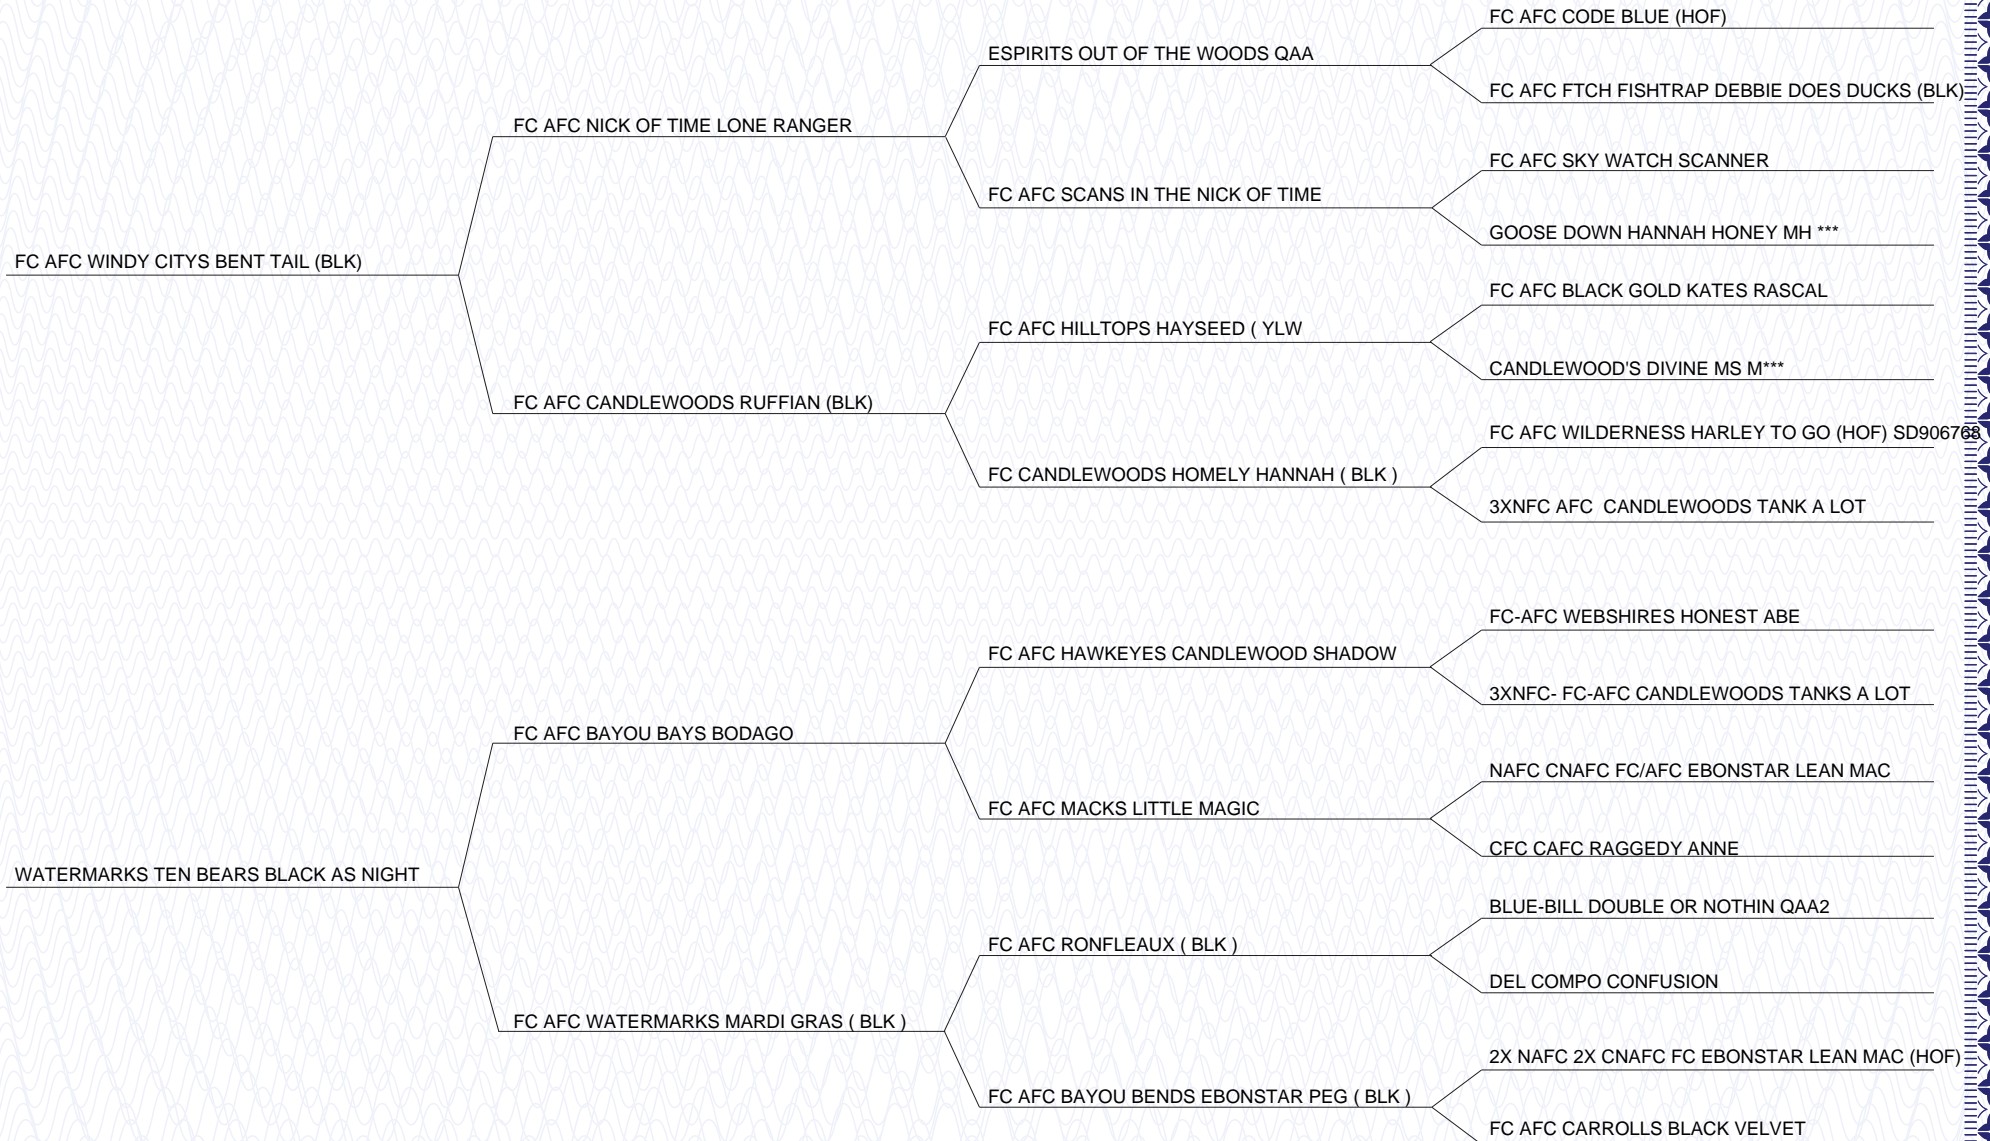 FC AFC CODE BLUE (HOF)
ESPIRITS OUT OF THE WOODS QAA
FC AFC FTCH FISHTRAP DEBBIE DOES DUCKS (BLK)
FC AFC NICK OF TIME LONE RANGER
FC AFC SKY WATCH SCANNER
FC AFC SCANS IN THE NICK OF TIME
GOOSE DOWN HANNAH HONEY MH ***
FC AFC WINDY CITYS BENT TAIL (BLK)
FC AFC BLACK GOLD KATES RASCAL
FC AFC HILLTOPS HAYSEED ( YLW
CANDLEWOOD'S DIVINE MS M***
FC AFC CANDLEWOODS RUFFIAN (BLK)
FC AFC WILDERNESS HARLEY TO GO (HOF) SD906768
FC CANDLEWOODS HOMELY HANNAH ( BLK )
3XNFC AFC  CANDLEWOODS TANK A LOT
FC-AFC WEBSHIRES HONEST ABE
FC AFC HAWKEYES CANDLEWOOD SHADOW
3XNFC- FC-AFC CANDLEWOODS TANKS A LOT
FC AFC BAYOU BAYS BODAGO
NAFC CNAFC FC/AFC EBONSTAR LEAN MAC
FC AFC MACKS LITTLE MAGIC
CFC CAFC RAGGEDY ANNE
WATERMARKS TEN BEARS BLACK AS NIGHT
BLUE-BILL DOUBLE OR NOTHIN QAA2
FC AFC RONFLEAUX ( BLK )
DEL COMPO CONFUSION
FC AFC WATERMARKS MARDI GRAS ( BLK )
2X NAFC 2X CNAFC FC EBONSTAR LEAN MAC (HOF)
FC AFC BAYOU BENDS EBONSTAR PEG ( BLK )
FC AFC CARROLLS BLACK VELVET